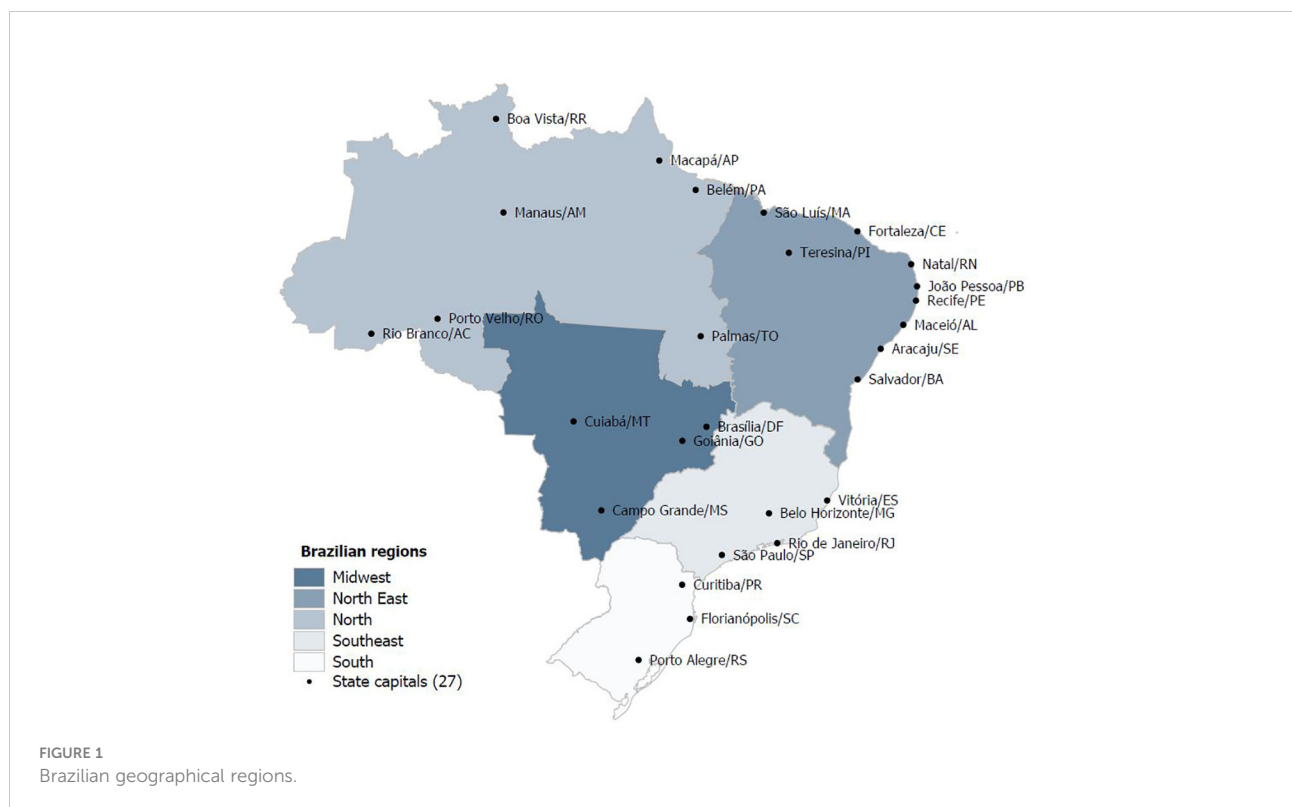 Boa Vista/RR
Macapá/AP
Belém/PA
Manaus/AM
São Luís/MA
Fortaleza/CE
Teresina/PI
Natal/RN
João Pessoa/PB
Recife/PE
Porto Velho/RO
Maceió/AL
Rio Branco/AC
Palmas/TO
Aracaju/SE
Salvador/BA
Cuiabá/MT
Brasília/DF
Goiânia/GO
Vitória/ES
Campo Grande/MS
Belo Horizonte/MG
Rio de Janeiro/RJ
São Paulo/SP
Curitiba/PR
Florianópolis/SC
Porto Alegre/RS
Brazilian regions
Midwest
North East
North
Southeast
South
State capitals (27)
FIGURE 1
Brazilian geographical regions.